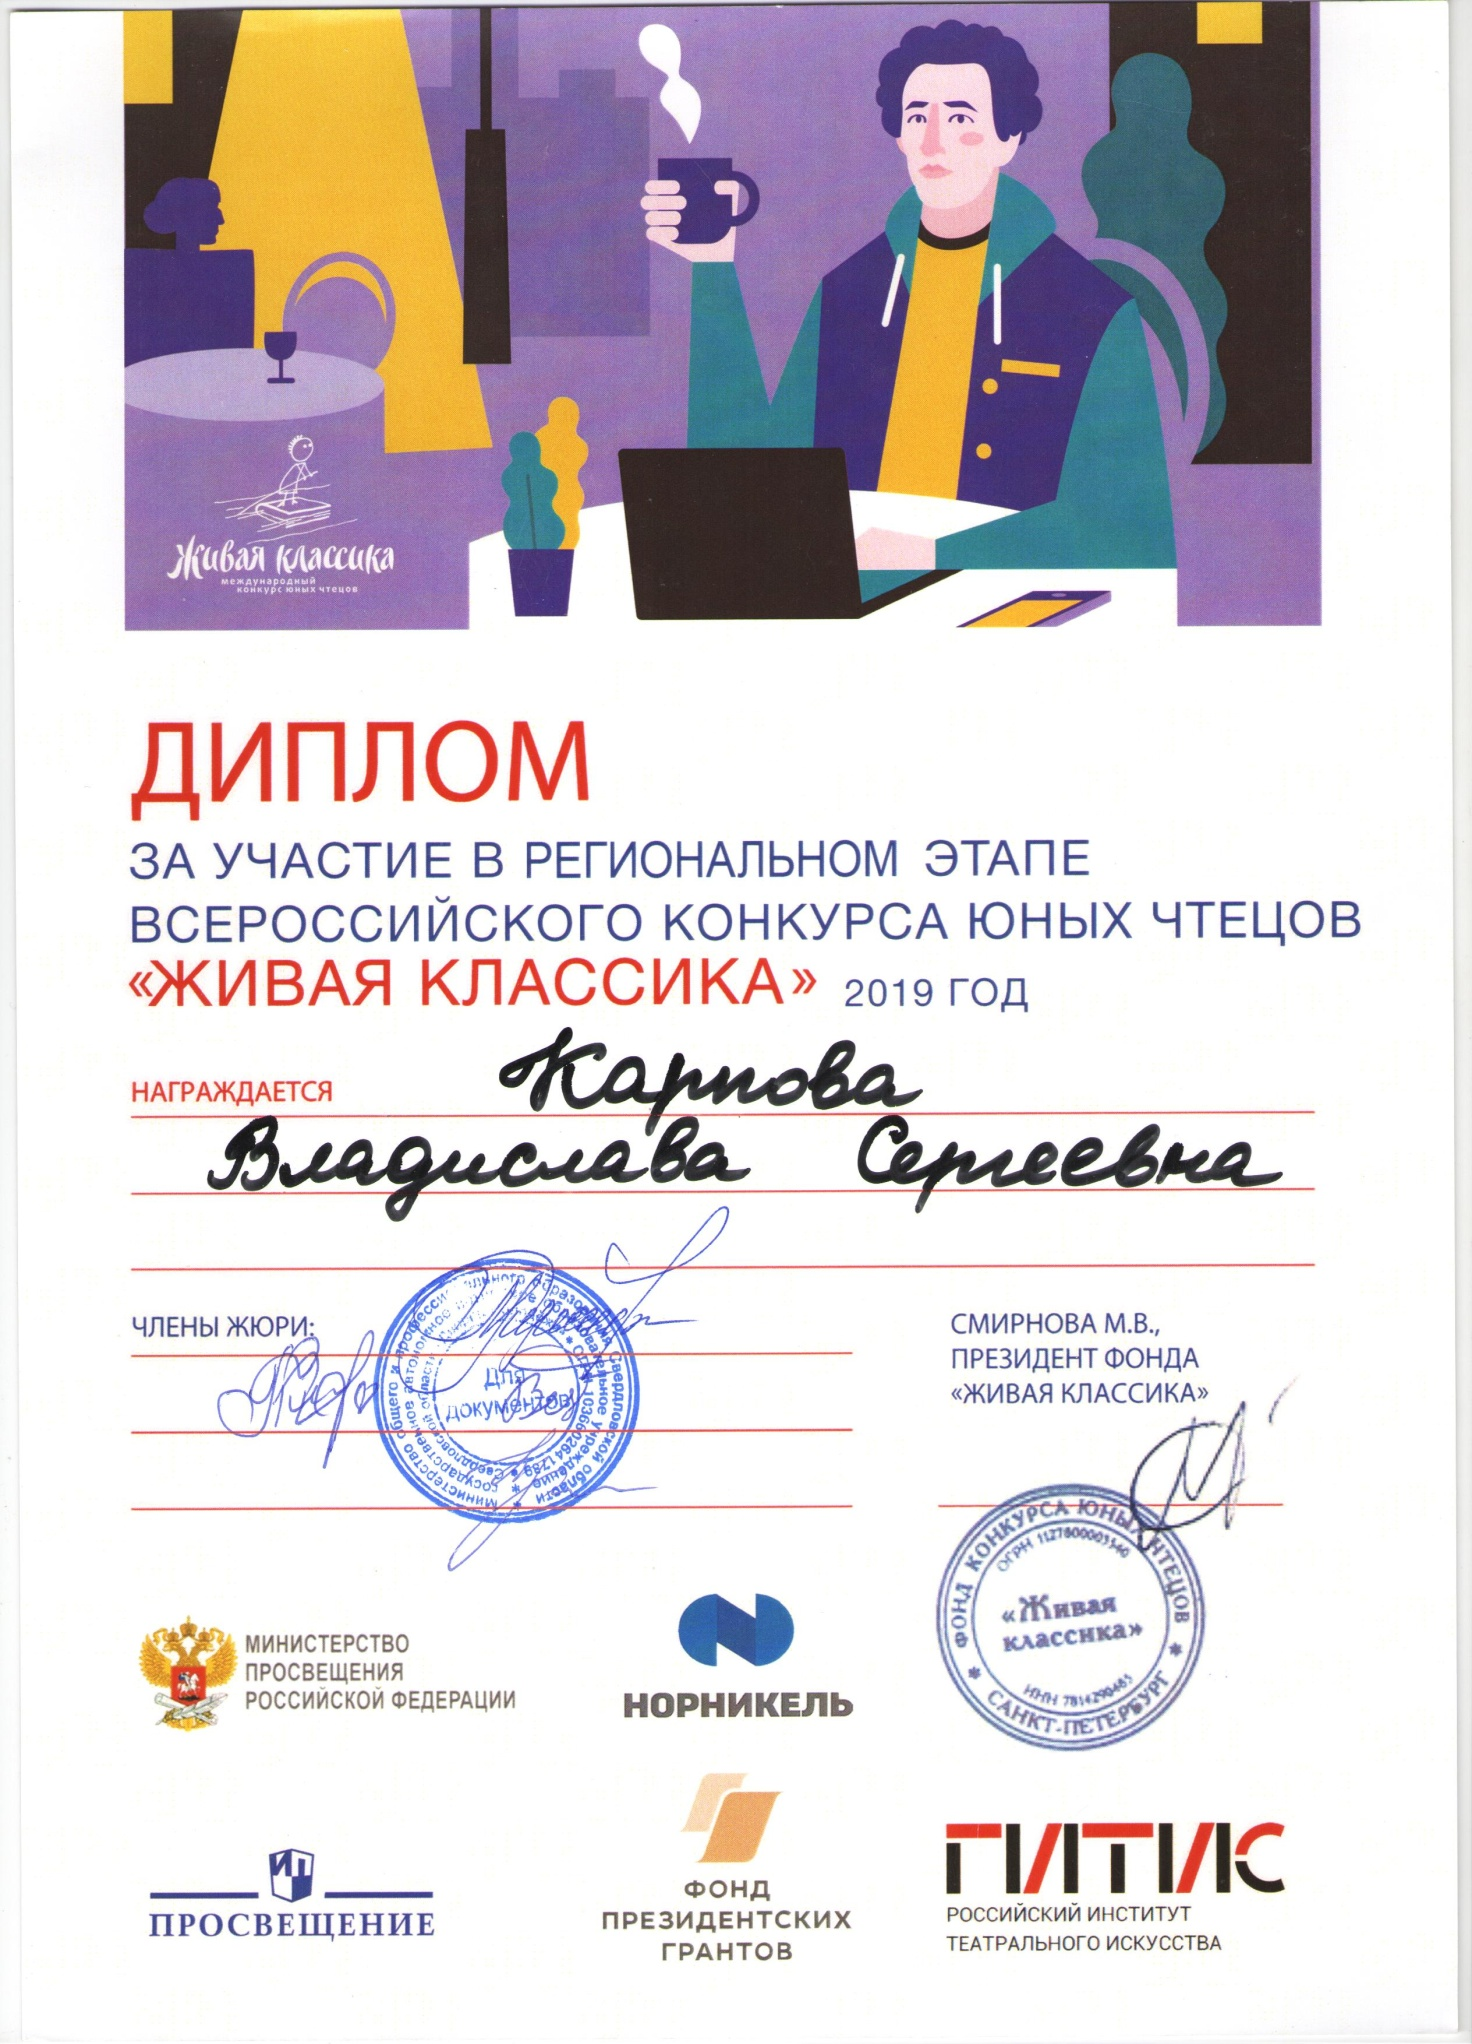 Живая классика
международный
конкурс юных чтецов
ДИПЛОМ
ЗА УЧАСТИЕ В РЕГИОНАЛЬНОМ ЭТАПЕ
ВСЕРОССИЙСКОГО КОНКУРСА ЮНЫХ ЧТЕЦОВ
«ЖИВАЯ КЛАССИКА» 2019 ГОД
НАГРАЖДАЕТСЯ Карпова
Владислава Сергеевна
ЧЛЕНЫ ЖЮРИ:
Для
документов
СМИРНОВА М.В.,
ПРЕЗИДЕНТ ФОНДА
«ЖИВАЯ КЛАССИКА»
ФОНД КОНКУРСА ЮНЫХ ЧТЕЦОВ
ОГРН
«Живая
классика»
ИНН
САНКТ-ПЕТЕРБУРГ
МИНИСТЕРСТВО
ПРОСВЕЩЕНИЯ
РОССИЙСКОЙ ФЕДЕРАЦИИ
НОРНИКЕЛЬ
ПРОСВЕЩЕНИЕ
ФОНД
ПРЕЗИДЕНТСКИХ
ГРАНТОВ
ГИТИС
РОССИЙСКИЙ ИНСТИТУТ
ТЕАТРАЛЬНОГО ИСКУССТВА